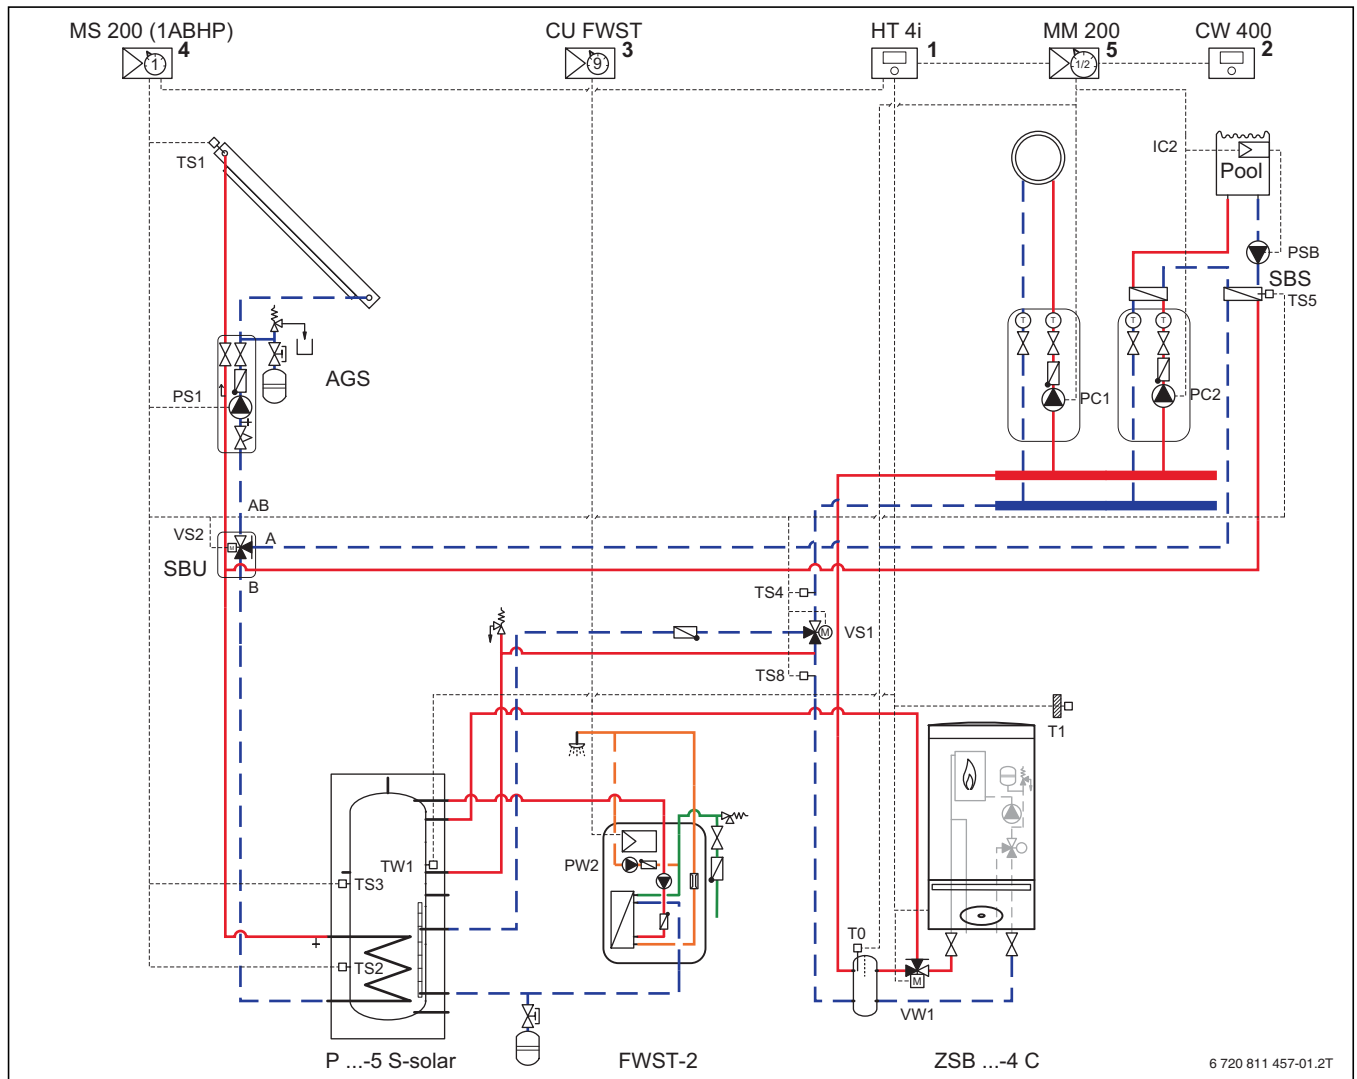 MS 200 (1ABHP)
4
1
CU FWST
3
9
HT 4i
1
MM 200
5
1/2
CW 400
2
TS1
IC2
Pool
PSB
SBS
TS5
T T T T
AGS
PS1
PC1
PC2
AB
VS2
M
A
SBU
B
TS4
M
VS1
TS8
T1
TW1
TS3
PW2
TS2
T0
M
VW1
P ...-5 S-solar
FWST-2
ZSB ...-4 C
6 720 811 457-01.2T